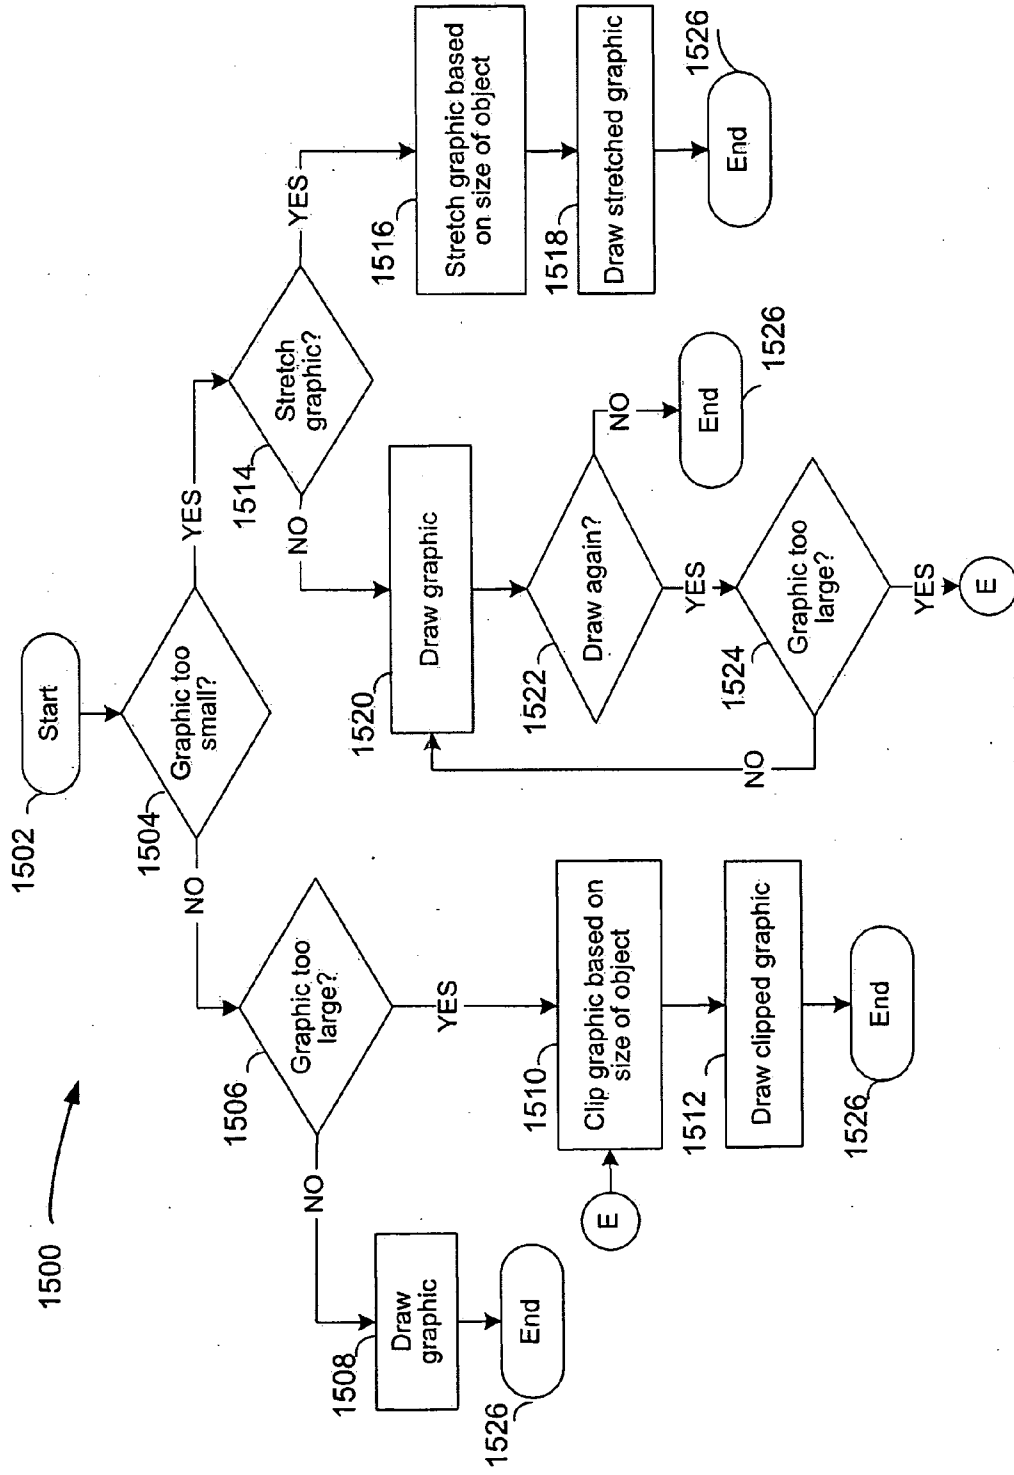 1500
1502
Start
1504
Graphic too
small?
NO
YES
1506
Graphic too
large?
NO
YES
1508
Draw
graphic
1526
End
E
1510
Clip graphic based on
size of object
1512
Draw clipped graphic
1526
End
1514
Stretch
graphic?
NO
YES
1520
Draw graphic
1522
Draw again?
NO
YES
1526
End
1524
Graphic too
large?
NO
YES
E
1516
Stretch graphic based
on size of object
1518
Draw stretched graphic
1526
End